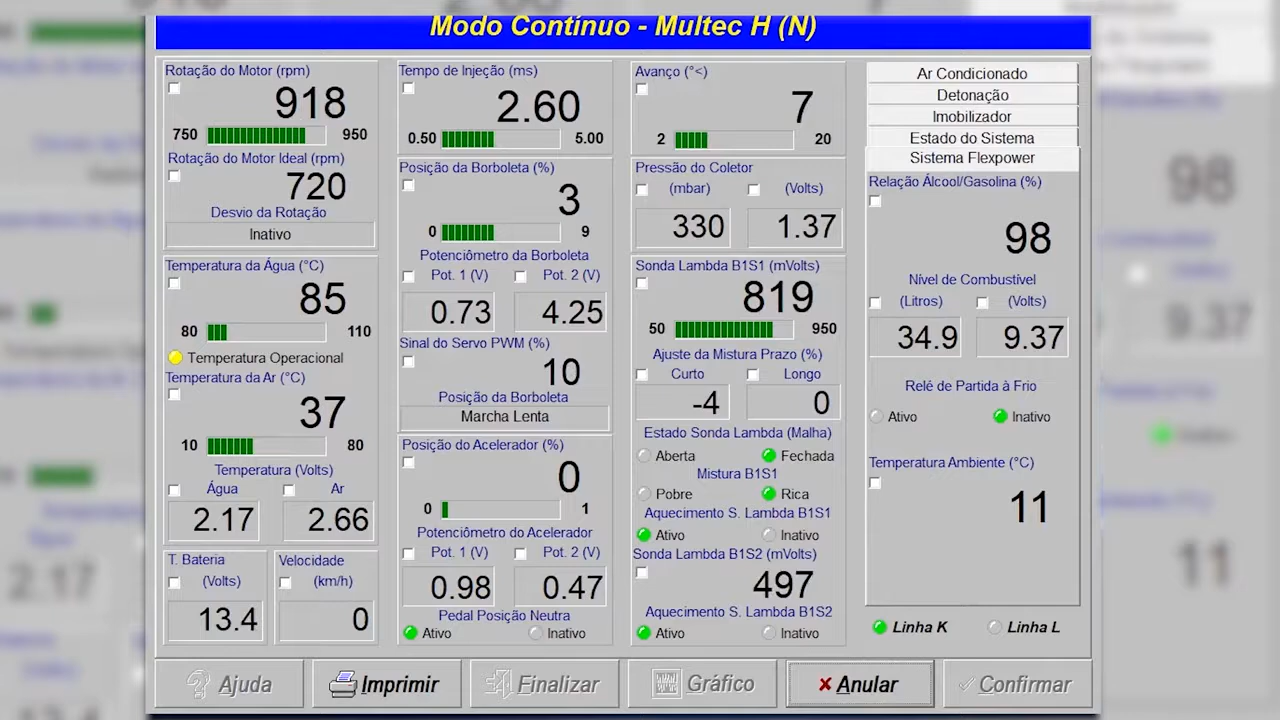 Modo Contínuo - Multec H (N)
Rotação do Motor (rpm)
918
750 950
Rotação do Motor Ideal (rpm)
720
Desvio da Rotação
Inativo
Temperatura da Água (°C)
85
80 110
Temperatura Operacional
Temperatura da Ar (°C)
37
10 80
Temperatura (Volts)
Água Ar
2.17 2.66
T. Bateria
(Volts)
13.4
Velocidade
(km/h)
0
Tempo de Injeção (ms)
2.60
0.50 5.00
Posição da Borboleta (%)
3
0 9
Potenciômetro da Borboleta
Pot. 1 (V) Pot. 2 (V)
0.73 4.25
Sinal do Servo PWM (%)
10
Posição da Borboleta
Marcha Lenta
Posição do Acelerador (%)
0
0 1
Potenciômetro do Acelerador
Pot. 1 (V) Pot. 2 (V)
0.98 0.47
Pedal Posição Neutra
Ativo Inativo
Avanço (°<)
7
2 20
Pressão do Coletor
(mbar) (Volts)
330 1.37
Sonda Lambda B1S1 (mVolts)
819
50 950
Ajuste da Mistura Prazo (%)
Curto Longo
-4 0
Estado Sonda Lambda (Malha)
Aberta Fechada
Mistura B1S1
Pobre Rica
Aquecimento S. Lambda B1S1
Ativo Inativo
Sonda Lambda B1S2 (mVolts)
497
Aquecimento S. Lambda B1S2
Ativo Inativo
Ar Condicionado
Detonação
Imobilizador
Estado do Sistema
Sistema Flexpower
Relação Álcool/Gasolina (%)
98
Nível de Combustível
(Litros) (Volts)
34.9 9.37
Relé de Partida à Frio
Ativo Inativo
Temperatura Ambiente (°C)
11
Linha K Linha L
Ajuda Imprimir Finalizar Gráfico Anular Confirmar